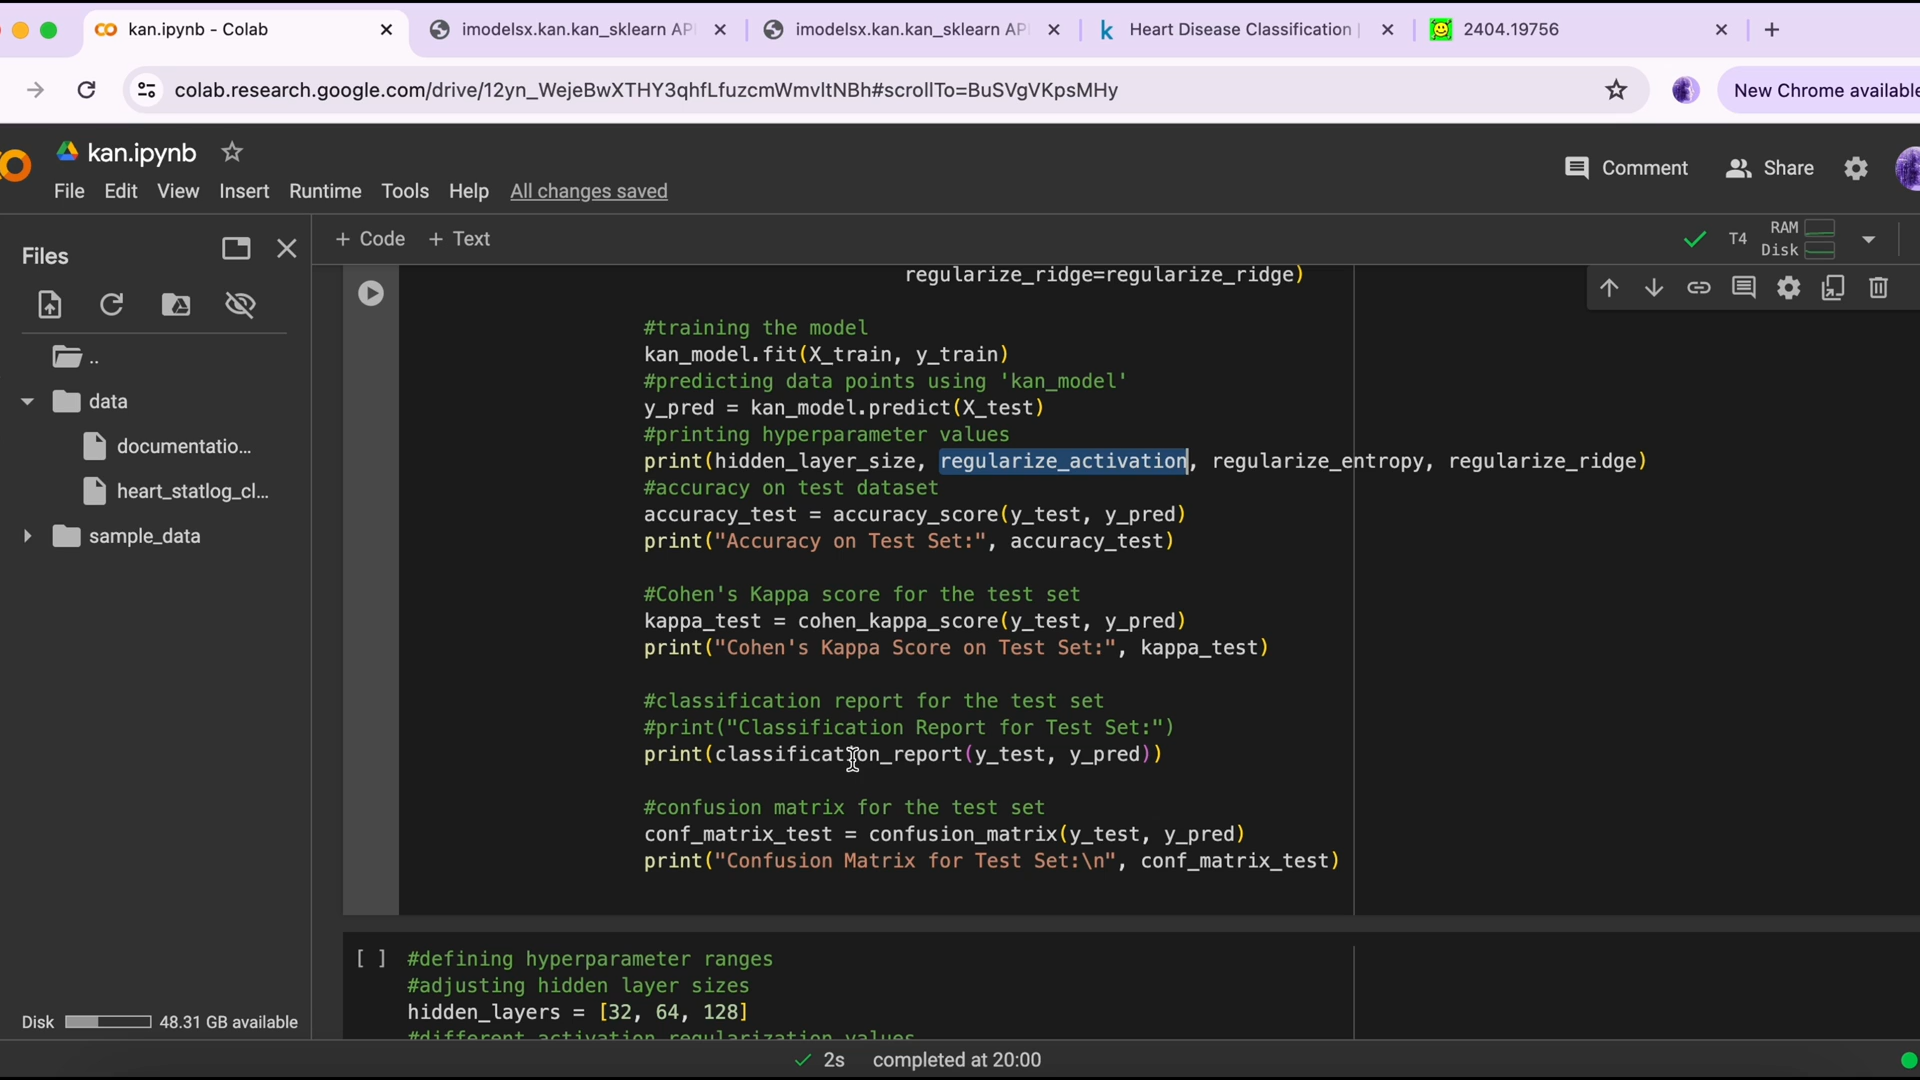 kan.ipynb - Colab
imodelsx.kan.kan_sklearn AP
imodelsx.kan.kan_sklearn AP
Heart Disease Classification |
2404.19756
colab.research.google.com/drive/12yn_WejeBwXTHY3qhfLfuzcmWmvltNBh#scrollTo=BuSVgVKpsMHy
New Chrome available
kan.ipynb
Comment
Share
File Edit View Insert Runtime Tools Help All changes saved
Files
+ Code + Text
T4
RAM
Disk
..
data
documentatio...
heart_statlog_cl...
sample_data
regularize_ridge=regularize_ridge)
#training the model
kan_model.fit(X_train, y_train)
#predicting data points using 'kan_model'
y_pred = kan_model.predict(X_test)
#printing hyperparameter values
print(hidden_layer_size, regularize_activation, regularize_entropy, regularize_ridge)
#accuracy on test dataset
accuracy_test = accuracy_score(y_test, y_pred)
print("Accuracy on Test Set:", accuracy_test)
#Cohen's Kappa score for the test set
kappa_test = cohen_kappa_score(y_test, y_pred)
print("Cohen's Kappa Score on Test Set:", kappa_test)
#classification report for the test set
#print("Classification Report for Test Set:")
print(classification_report(y_test, y_pred))
#confusion matrix for the test set
conf_matrix_test = confusion_matrix(y_test, y_pred)
print("Confusion Matrix for Test Set:\n", conf_matrix_test)
[ ] #defining hyperparameter ranges
#adjusting hidden layer sizes
hidden_layers = [32, 64, 128]
#different activation regularization values
Disk 48.31 GB available
2s completed at 20:00